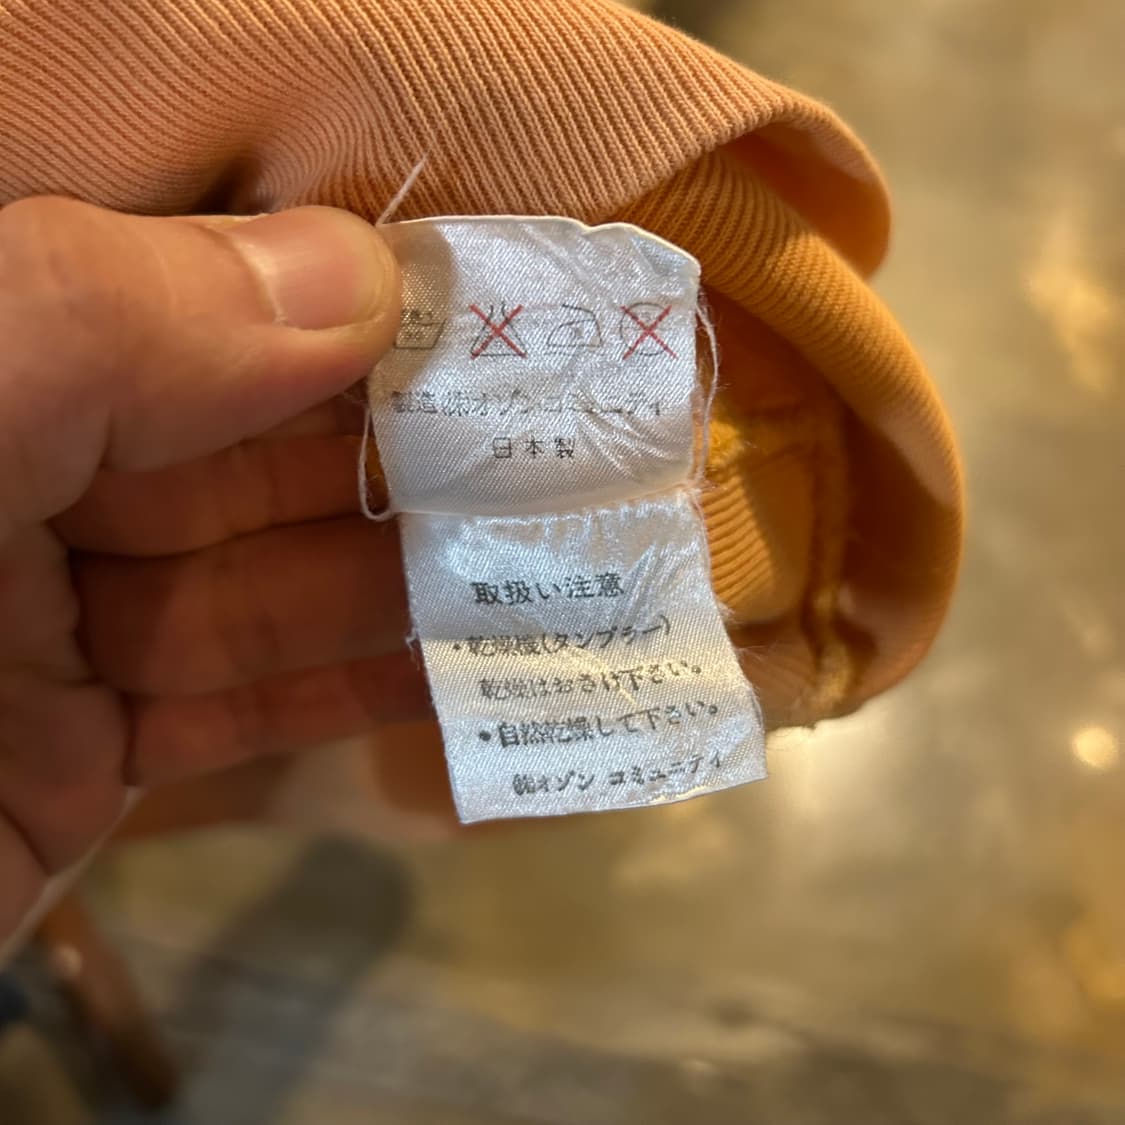 製造 ㈱オゾンコミュニティ
日本製
取扱い注意
・乾燥機(タンブラー)
乾燥はおさけ下さい。
・自然乾燥して下さい。
㈱オゾン コミュニティ